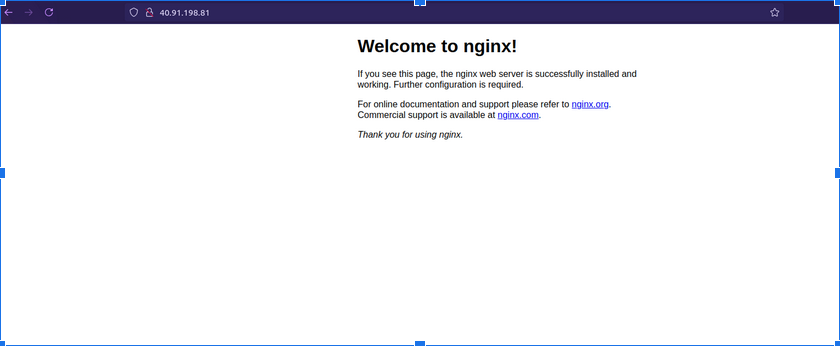 40.91.198.81
Welcome to nginx!
If you see this page, the nginx web server is successfully installed and
working. Further configuration is required.
For online documentation and support please refer to nginx.org.
Commercial support is available at nginx.com.
Thank you for using nginx.